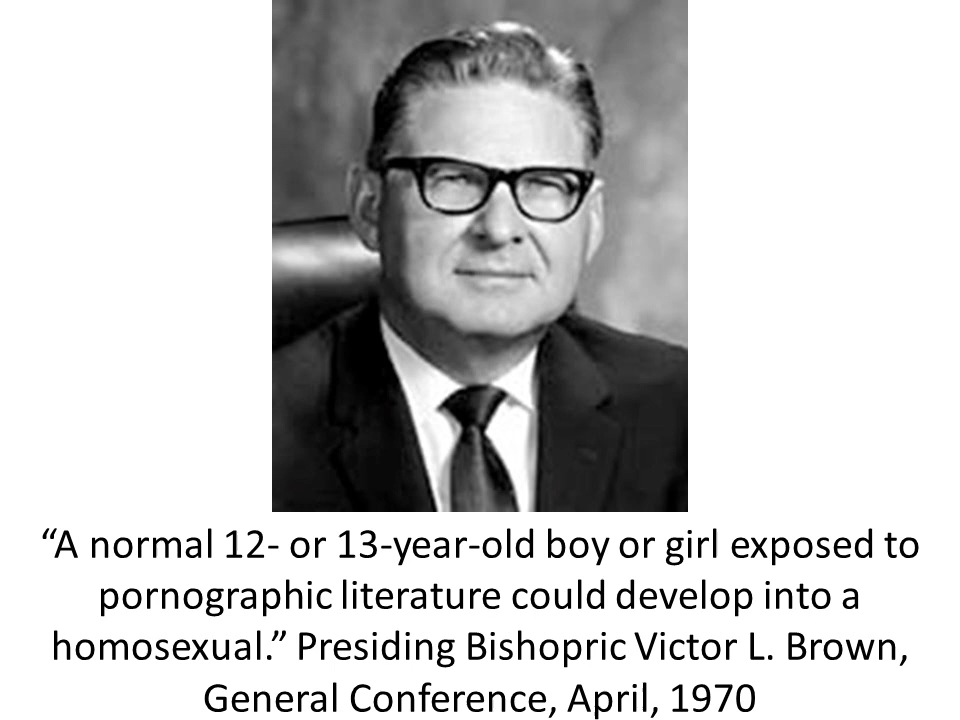 “A normal 12- or 13-year-old boy or girl exposed to
pornographic literature could develop into a
homosexual.” Presiding Bishopric Victor L. Brown,
General Conference, April, 1970